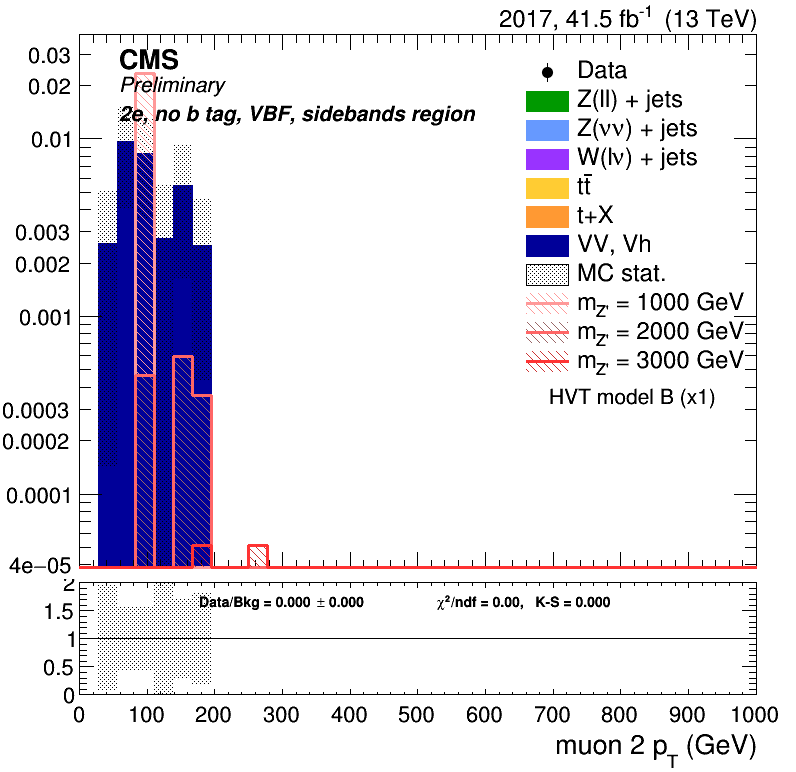 2017, 41.5 fb⁻¹ (13 TeV)
CMS
Preliminary
2e, no b tag, VBF, sidebands region
Data
Z(ll) + jets
Z(νν) + jets
W(lν) + jets
tt̄
t+X
VV, Vh
MC stat.
m_Z' = 1000 GeV
m_Z' = 2000 GeV
m_Z' = 3000 GeV
HVT model B (x1)
0.03
0.02
0.01
0.003
0.002
0.001
0.0003
0.0002
0.0001
4e−05
Data/Bkg = 0.000 ± 0.000 χ²/ndf = 0.00, K-S = 0.000
2
1.5
1
0.5
0
0 100 200 300 400 500 600 700 800 900 1000
muon 2 p_T (GeV)